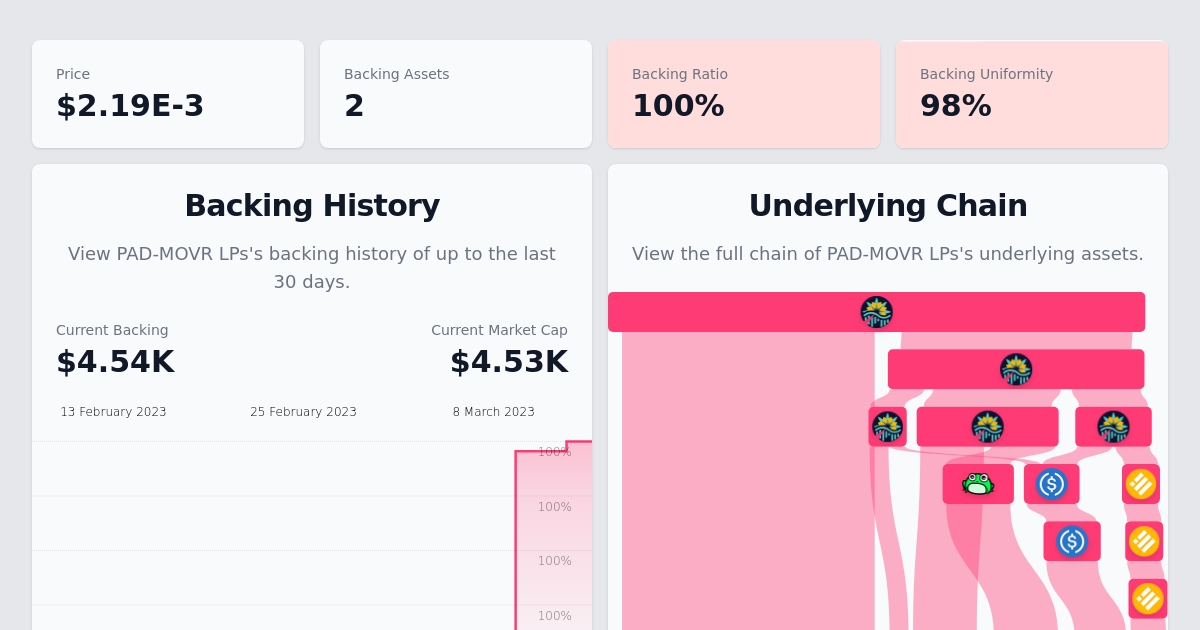 Price
$2.19E-3
Backing Assets
2
Backing Ratio
100%
Backing Uniformity
98%
Backing History
View PAD-MOVR LPs's backing history of up to the last
30 days.
Current Backing
$4.54K
Current Market Cap
$4.53K
13 February 2023
25 February 2023
8 March 2023
100%
100%
100%
100%
Underlying Chain
View the full chain of PAD-MOVR LPs's underlying assets.